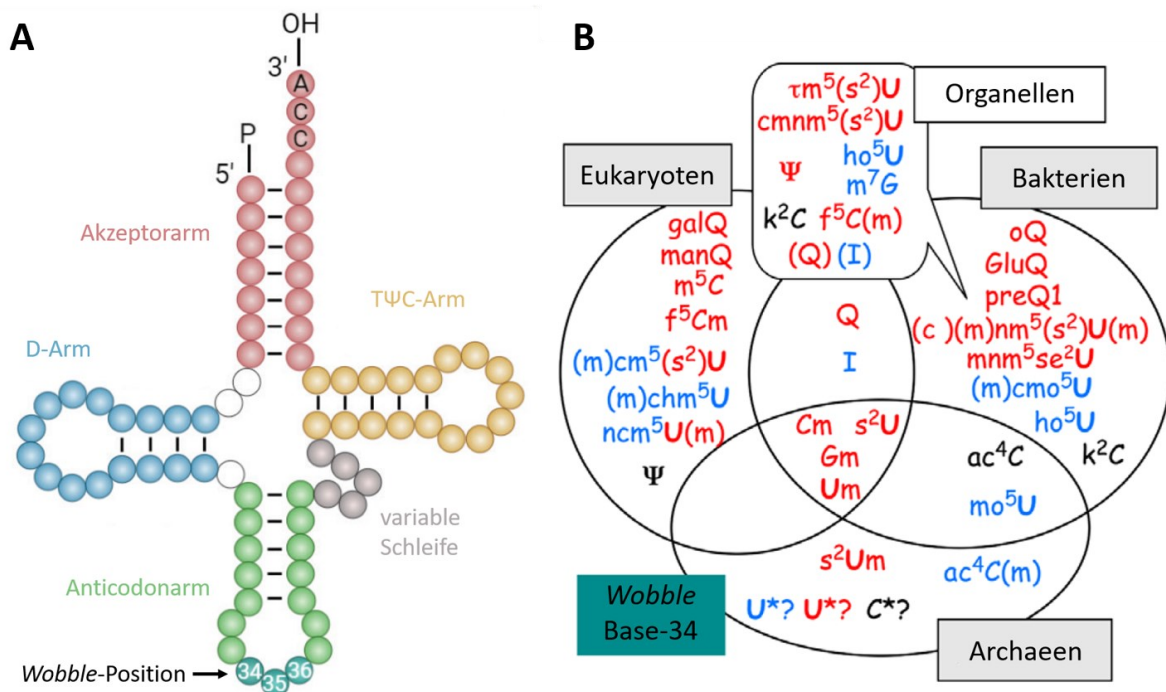 A
OH
3'
A
C
C
P
5'
Akzeptorarm
TΨC-Arm
D-Arm
variable
Schleife
Anticodonarm
Wobble-Position
34
35
36
B
τm⁵(s²)U
cmnm⁵(s²)U
Ψ ho⁵U
m⁷G
k²C f⁵C(m)
(Q) (I)
Organellen
Eukaryoten
Bakterien
galQ
manQ
m⁵C
f⁵Cm
(m)cm⁵(s²)U
(m)chm⁵U
ncm⁵U(m)
Ψ
Q
I
oQ
GluQ
preQ1
(c )(m)nm⁵(s²)U(m)
mnm⁵se²U
(m)cmo⁵U
ho⁵U
k²C
Cm s²U
Gm
Um
ac⁴C
mo⁵U
s²Um
ac⁴C(m)
U*? U*? C*?
Wobble
Base-34
Archaeen